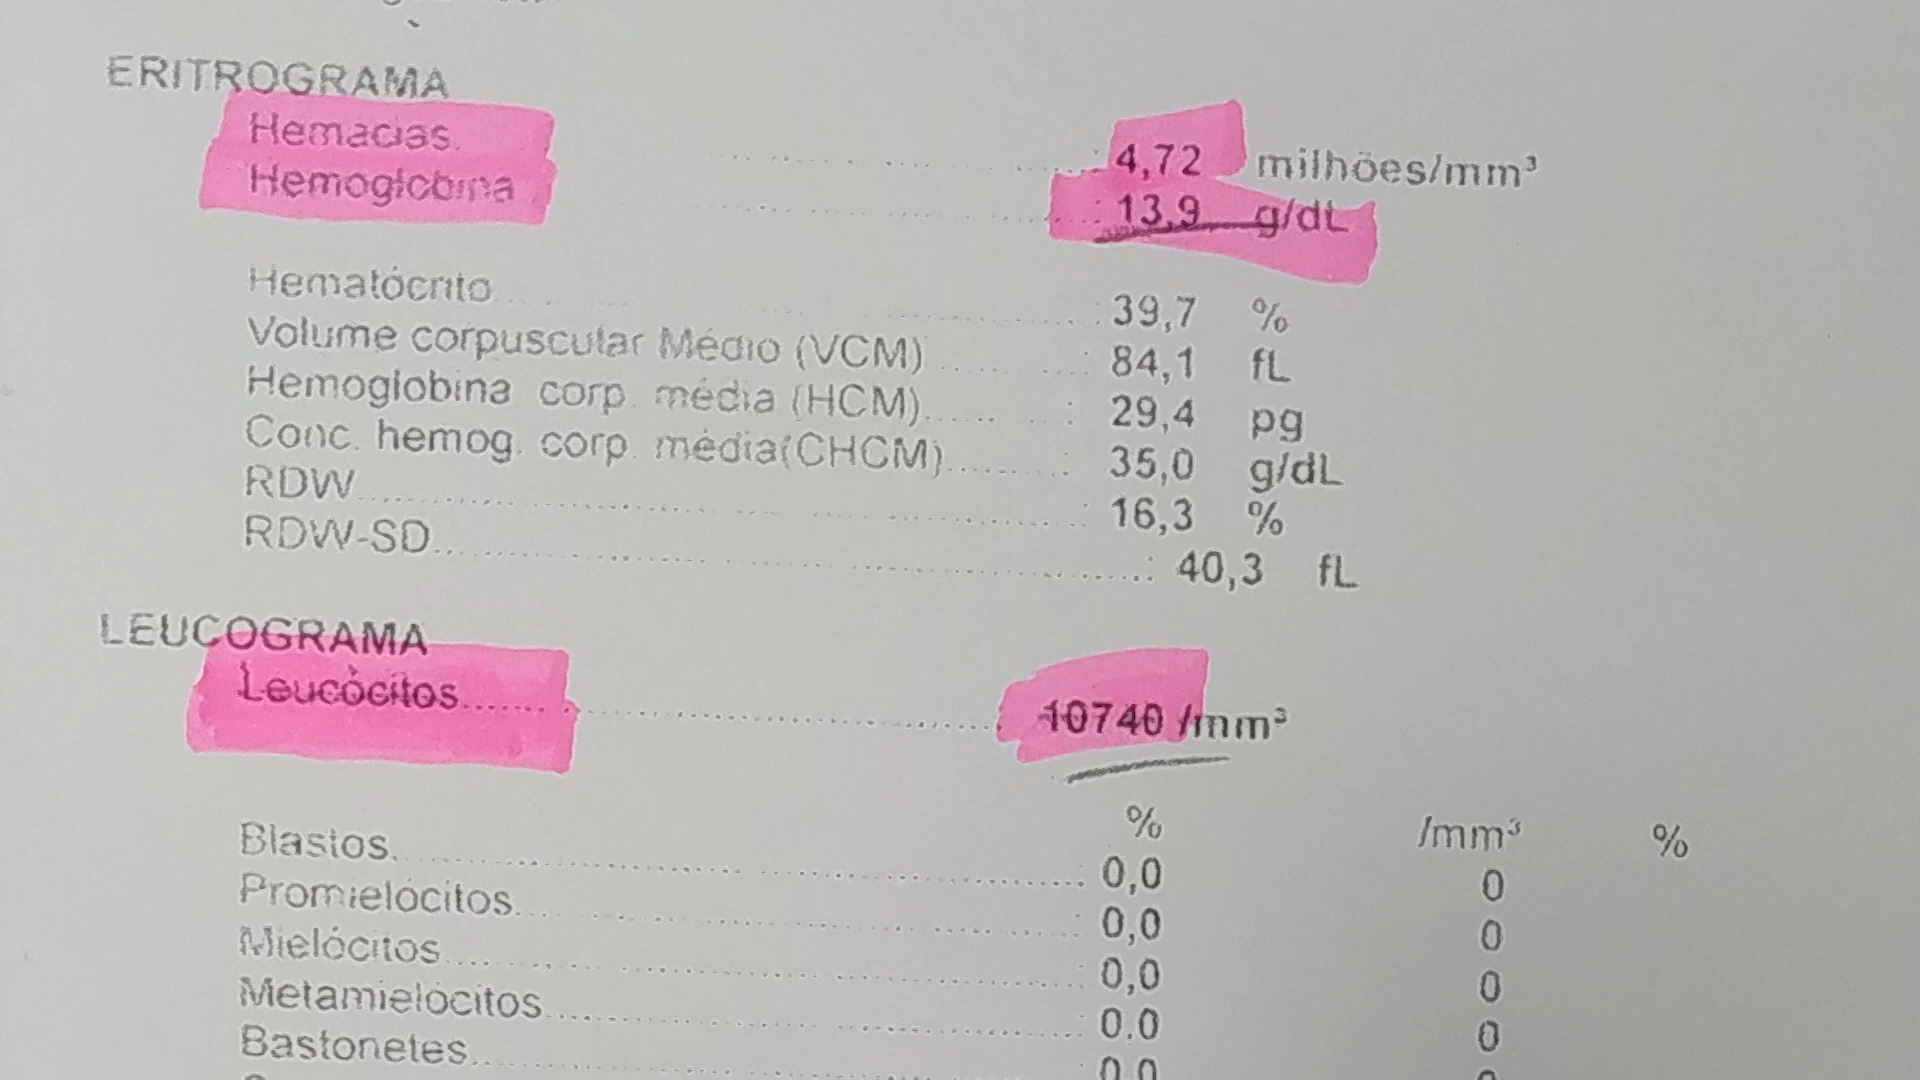 ERITROGRAMA
Hemacias. : 4,72 milhões/mm³
Hemoglobina : 13,9 g/dL
Hematócrito : 39,7 %
Volume corpuscular Médio (VCM) : 84,1 fL
Hemoglobina corp. média (HCM) : 29,4 pg
Conc. hemog. corp. média(CHCM) : 35,0 g/dL
RDW : 16,3 %
RDW-SD : 40,3 fL
LEUCOGRAMA
Leucócitos 10740 /mm³
% /mm³ %
Blastos : 0,0 0
Promielócitos : 0,0 0
Mielócitos : 0,0 0
Metamielócitos : 0.0 0
Bastonetes